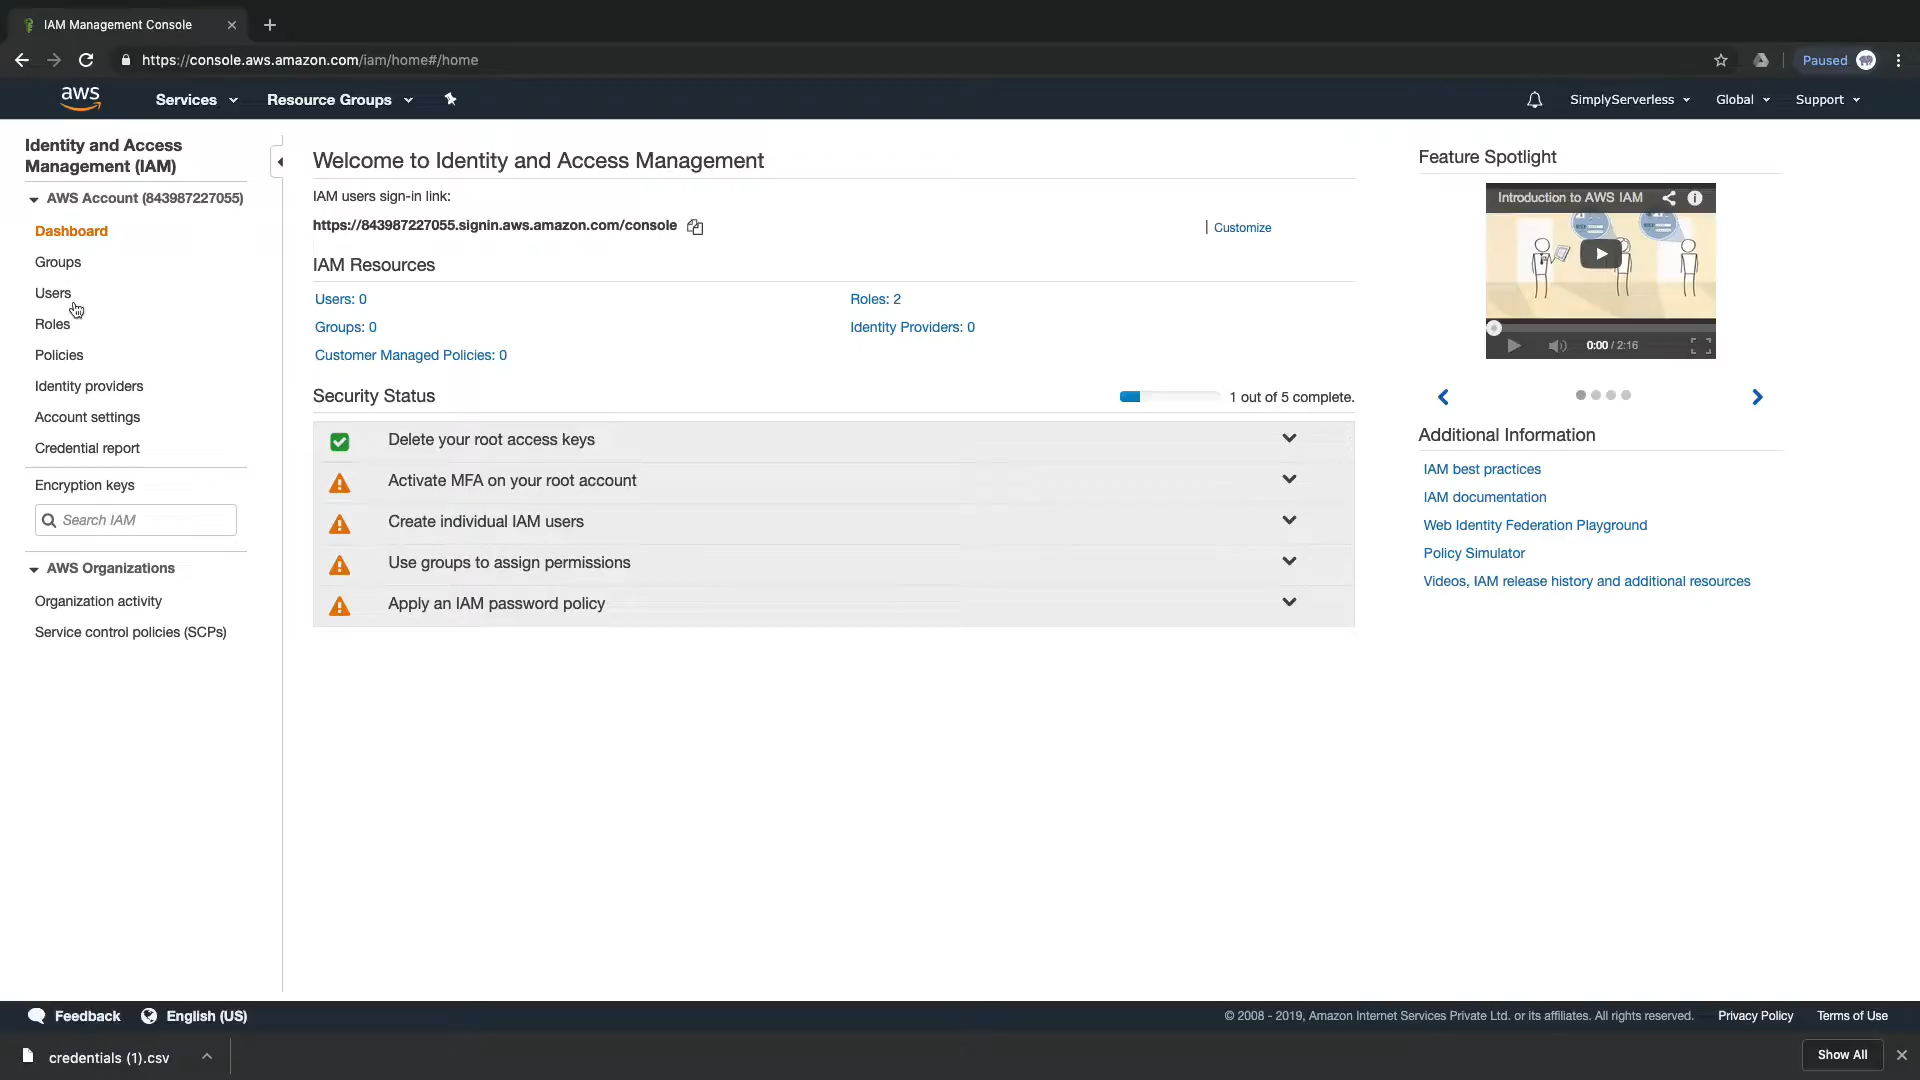 IAM Management Console
https://console.aws.amazon.com/iam/home#/home
Paused
aws
Services
Resource Groups
SimplyServerless
Global
Support
Identity and Access
Management (IAM)
AWS Account (843987227055)
Dashboard
Groups
Users
Roles
Policies
Identity providers
Account settings
Credential report
Encryption keys
Search IAM
AWS Organizations
Organization activity
Service control policies (SCPs)
Welcome to Identity and Access Management
IAM users sign-in link:
https://843987227055.signin.aws.amazon.com/console
| Customize
IAM Resources
Users: 0
Roles: 2
Groups: 0
Identity Providers: 0
Customer Managed Policies: 0
Security Status
1 out of 5 complete.
Delete your root access keys
Activate MFA on your root account
Create individual IAM users
Use groups to assign permissions
Apply an IAM password policy
Feature Spotlight
Introduction to AWS IAM
0:00 / 2:16
Additional Information
IAM best practices
IAM documentation
Web Identity Federation Playground
Policy Simulator
Videos, IAM release history and additional resources
Feedback
English (US)
© 2008 - 2019, Amazon Internet Services Private Ltd. or its affiliates. All rights reserved.
Privacy Policy
Terms of Use
credentials (1).csv
Show All